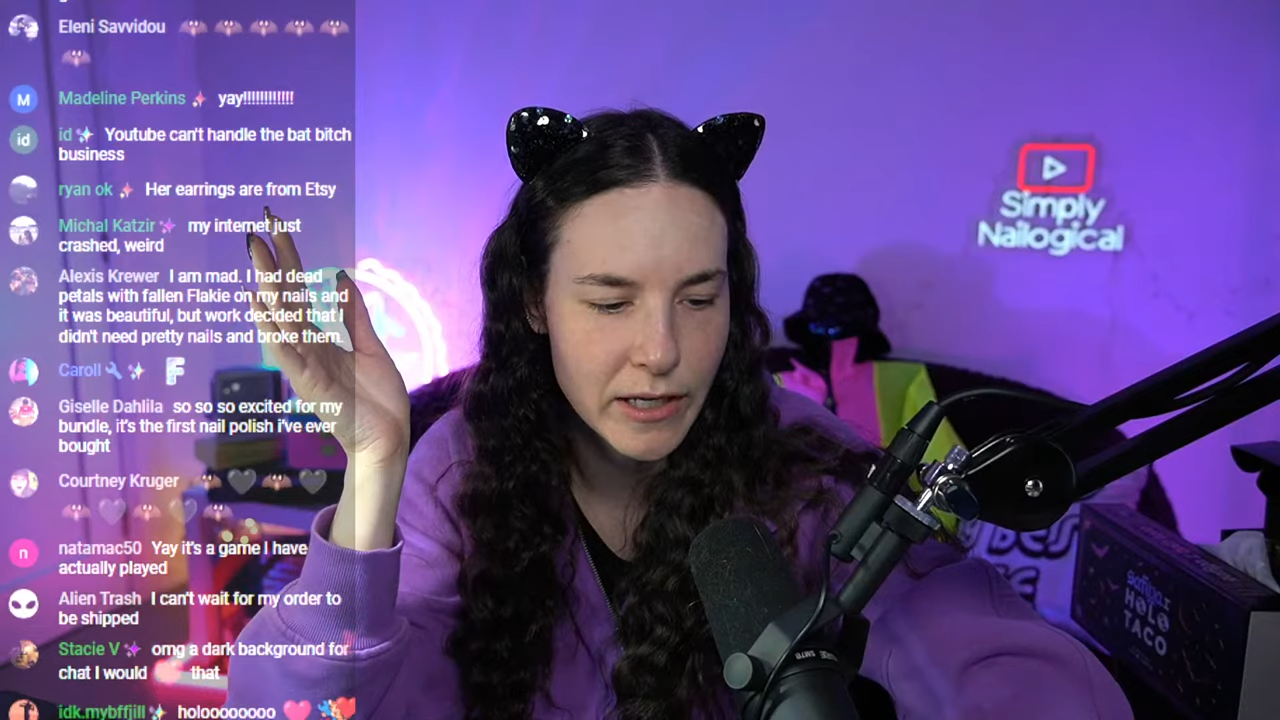 Eleni Savvidou
Madeline Perkins yay!!!!!!!!!!!!
id Youtube can't handle the bat bitch
business
ryan ok Her earrings are from Etsy
Michal Katzir my internet just
crashed, weird
Alexis Krewer I am mad. I had dead
petals with fallen Flakie on my nails and
it was beautiful, but work decided that I
didn't need pretty nails and broke them.
Caroll F
Giselle Dahlila so so so excited for my
bundle, it's the first nail polish i've ever
bought
Courtney Kruger
natamac50 Yay it's a game I have
actually played
Alien Trash I can't wait for my order to
be shipped
Stacie V omg a dark background for
chat I would that
idk.mybffjill holoooooooo
M
id
n
Simply
Nailogical
HOLO
TACO
SM7B